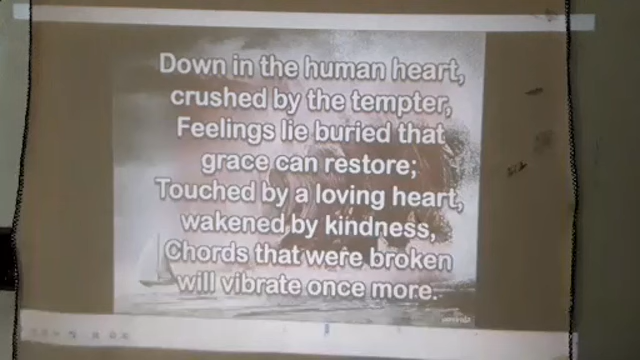 Down in the human heart,
crushed by the tempter,
Feelings lie buried that
grace can restore;
Touched by a loving heart,
wakened by kindness,
Chords that were broken
will vibrate once more.